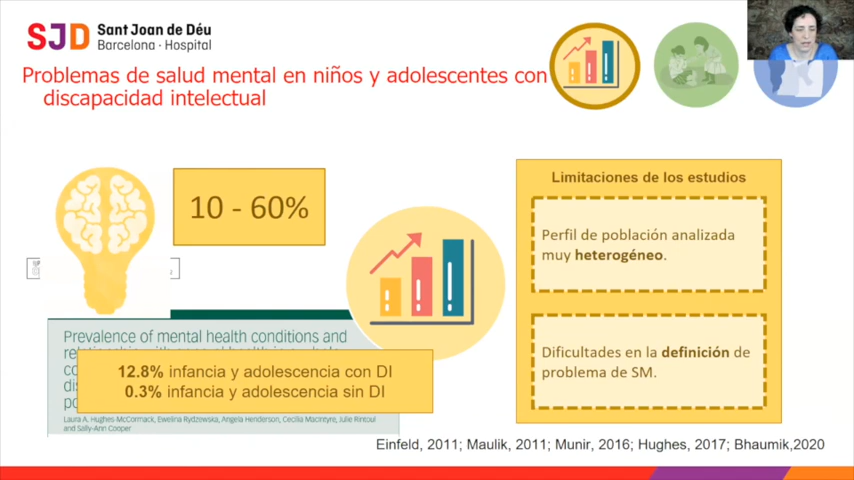 SJD Sant Joan de Déu
Barcelona · Hospital
Problemas de salud mental en niños y adolescentes con
discapacidad intelectual
10 - 60%
Limitaciones de los estudios
Perfil de población analizada
muy heterogéneo.
Dificultades en la definición de
problema de SM.
Prevalence of mental health conditions and
12.8% infancia y adolescencia con DI
0.3% infancia y adolescencia sin DI
Laura A. Hughes-McCormack, Ewelina Rydzewska, Angela Henderson, Cecilia MacIntyre, Julie Rintoul
and Sally-Ann Cooper
Einfeld, 2011; Maulik, 2011; Munir, 2016; Hughes, 2017; Bhaumik,2020